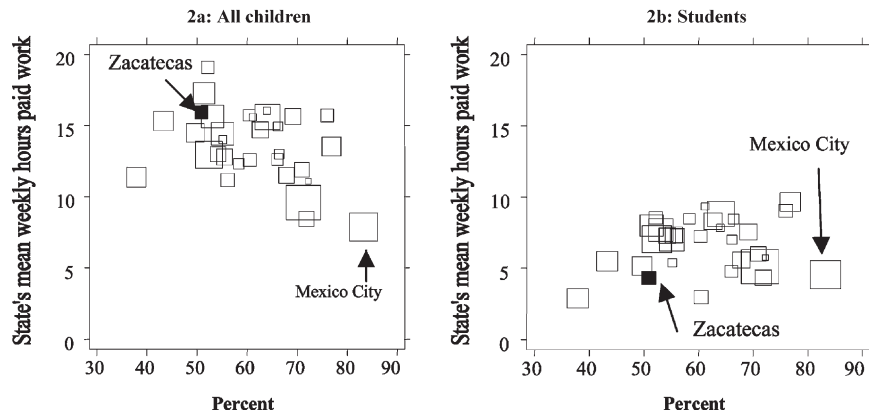 2a: All children
State's mean weekly hours paid work
20
15
10
5
0
Zacatecas
Mexico City
30 40 50 60 70 80 90
Percent
2b: Students
State's mean weekly hours paid work
20
15
10
5
0
Mexico City
Zacatecas
30 40 50 60 70 80 90
Percent